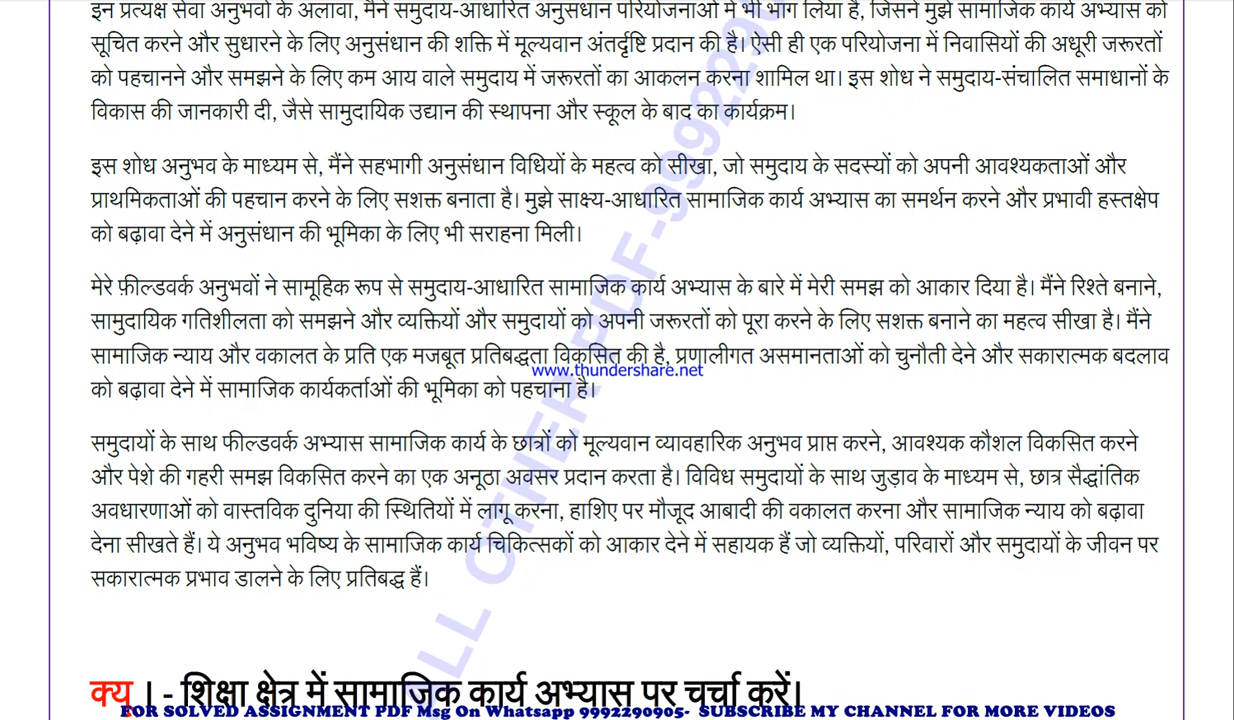 इन प्रत्यक्ष सेवा अनुभवों के अलावा, मैंने समुदाय-आधारित अनुसंधान परियोजनाओं में भी भाग लिया है, जिसने मुझे सामाजिक कार्य अभ्यास को
सूचित करने और सुधारने के लिए अनुसंधान की शक्ति में मूल्यवान अंतर्दृष्टि प्रदान की है। ऐसी ही एक परियोजना में निवासियों की अधूरी जरूरतों
को पहचानने और समझने के लिए कम आय वाले समुदाय में जरूरतों का आकलन करना शामिल था। इस शोध ने समुदाय-संचालित समाधानों के
विकास की जानकारी दी, जैसे सामुदायिक उद्यान की स्थापना और स्कूल के बाद का कार्यक्रम।
इस शोध अनुभव के माध्यम से, मैंने सहभागी अनुसंधान विधियों के महत्व को सीखा, जो समुदाय के सदस्यों को अपनी आवश्यकताओं और
प्राथमिकताओं की पहचान करने के लिए सशक्त बनाता है। मुझे साक्ष्य-आधारित सामाजिक कार्य अभ्यास का समर्थन करने और प्रभावी हस्तक्षेप
को बढ़ावा देने में अनुसंधान की भूमिका के लिए भी सराहना मिली।
मेरे फ़ील्डवर्क अनुभवों ने सामूहिक रूप से समुदाय-आधारित सामाजिक कार्य अभ्यास के बारे में मेरी समझ को आकार दिया है। मैंने रिश्ते बनाने,
सामुदायिक गतिशीलता को समझने और व्यक्तियों और समुदायों को अपनी जरूरतों को पूरा करने के लिए सशक्त बनाने का महत्व सीखा है। मैंने
सामाजिक न्याय और वकालत के प्रति एक मजबूत प्रतिबद्धता विकसित की है, प्रणालीगत असमानताओं को चुनौती देने और सकारात्मक बदलाव
www.thundershare.net
को बढ़ावा देने में सामाजिक कार्यकर्ताओं की भूमिका को पहचाना है।
समुदायों के साथ फील्डवर्क अभ्यास सामाजिक कार्य के छात्रों को मूल्यवान व्यावहारिक अनुभव प्राप्त करने, आवश्यक कौशल विकसित करने
और पेशे की गहरी समझ विकसित करने का एक अनूठा अवसर प्रदान करता है। विविध समुदायों के साथ जुड़ाव के माध्यम से, छात्र सैद्धांतिक
अवधारणाओं को वास्तविक दुनिया की स्थितियों में लागू करना, हाशिए पर मौजूद आबादी की वकालत करना और सामाजिक न्याय को बढ़ावा
देना सीखते हैं। ये अनुभव भविष्य के सामाजिक कार्य चिकित्सकों को आकार देने में सहायक हैं जो व्यक्तियों, परिवारों और समुदायों के जीवन पर
सकारात्मक प्रभाव डालने के लिए प्रतिबद्ध हैं।
ALL OTHER PDF-9992290
क्यू । - शिक्षा क्षेत्र में सामाजिक कार्य अभ्यास पर चर्चा करें।
FOR SOLVED ASSIGNMENT PDF Msg On Whatsapp 9992290905- SUBSCRIBE MY CHANNEL FOR MORE VIDEOS